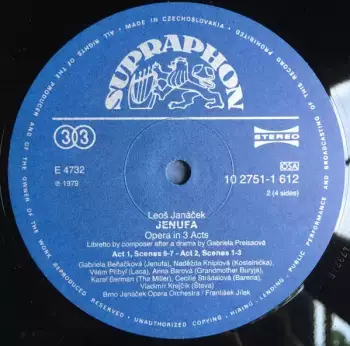 MADE IN CZECHOSLOVAKIA
ALL RIGHTS OF THE PRODUCER AND OF THE OWNER OF THE WORK REPRODUCED RESERVED
UNAUTHORIZED COPYING · HIRING · LENDING · PUBLIC PERFORMANCE AND BROADCASTING OF THIS RECORD PROHIBITED
SUPRAPHON
33
STEREO
E 4732
OSA
℗ 1979
10 2751-1 612
2 (4 sides)
Leoš Janáček
JENUFA
Opera in 3 Acts
Libretto by composer after a drama by Gabriela Preissová
Act 1, Scenes 6-7 - Act 2, Scenes 1-3
Gabriela Beňačková (Jenufa), Naděžda Kniplová (Kostelnička),
Vilém Přibyl (Laca), Anna Barová (Grandmother Buryja),
Karel Berman (The Miller), Cecilie Strádalová (Barena),
Vladimír Krejčík (Števa)
Brno Janáček Opera Orchestra / František Jílek